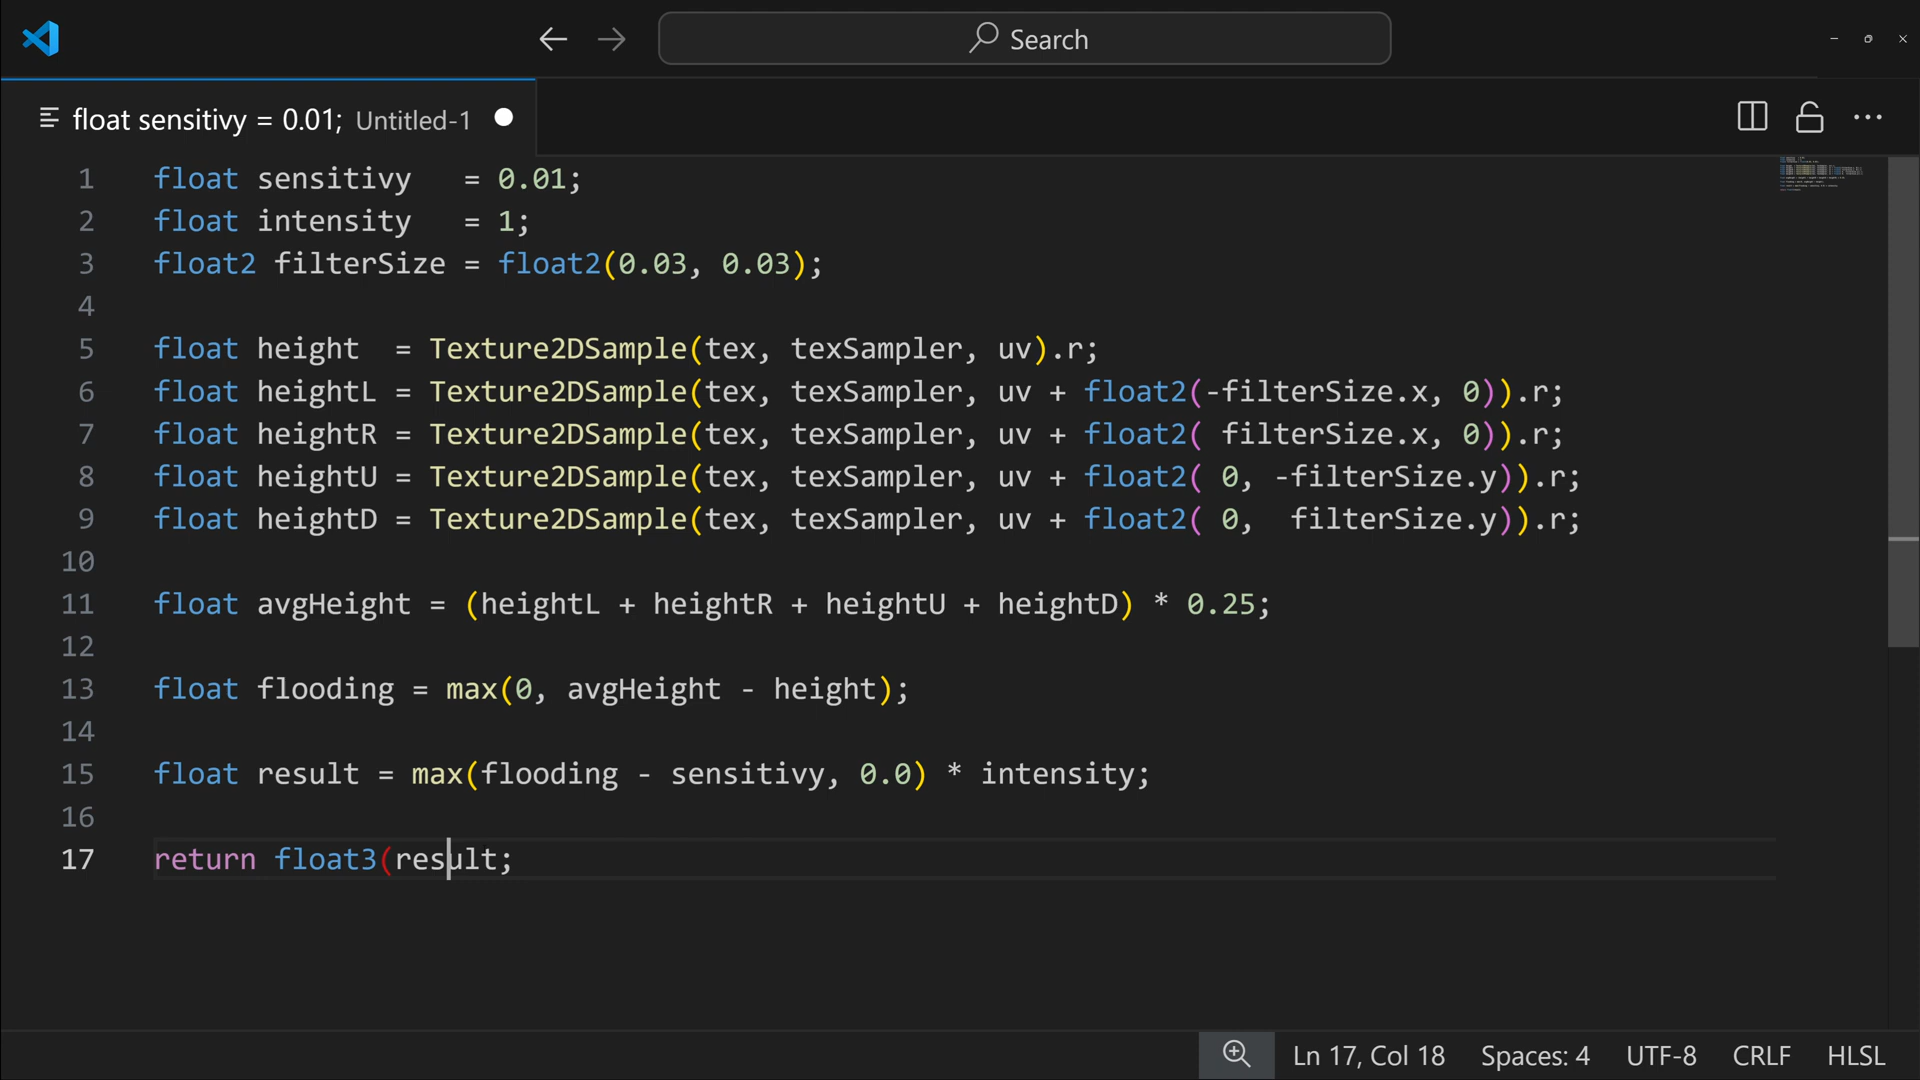 Search
float sensitivy = 0.01; Untitled-1
1 float sensitivy   = 0.01;
2 float intensity   = 1;
3 float2 filterSize = float2(0.03, 0.03);
4
5 float height  = Texture2DSample(tex, texSampler, uv).r;
6 float heightL = Texture2DSample(tex, texSampler, uv + float2(-filterSize.x, 0)).r;
7 float heightR = Texture2DSample(tex, texSampler, uv + float2( filterSize.x, 0)).r;
8 float heightU = Texture2DSample(tex, texSampler, uv + float2( 0, -filterSize.y)).r;
9 float heightD = Texture2DSample(tex, texSampler, uv + float2( 0,  filterSize.y)).r;
10
11 float avgHeight = (heightL + heightR + heightU + heightD) * 0.25;
12
13 float flooding = max(0, avgHeight - height);
14
15 float result = max(flooding - sensitivy, 0.0) * intensity;
16
17 return float3(result;
Ln 17, Col 18 Spaces: 4 UTF-8 CRLF HLSL